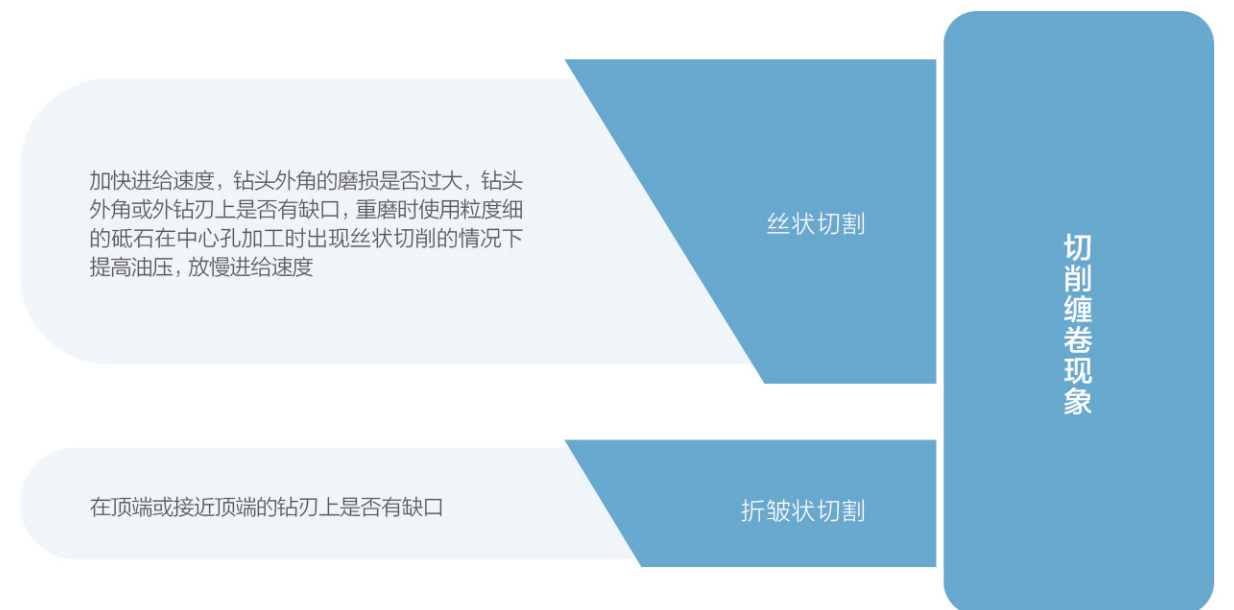 加快进给速度，钻头外角的磨损是否过大，钻头
外角或外钻刃上是否有缺口，重磨时使用粒度细
的砥石在中心孔加工时出现丝状切削的情况下
提高油压，放慢进给速度
丝状切割
切削缠卷现象
在顶端或接近顶端的钻刃上是否有缺口
折皱状切割